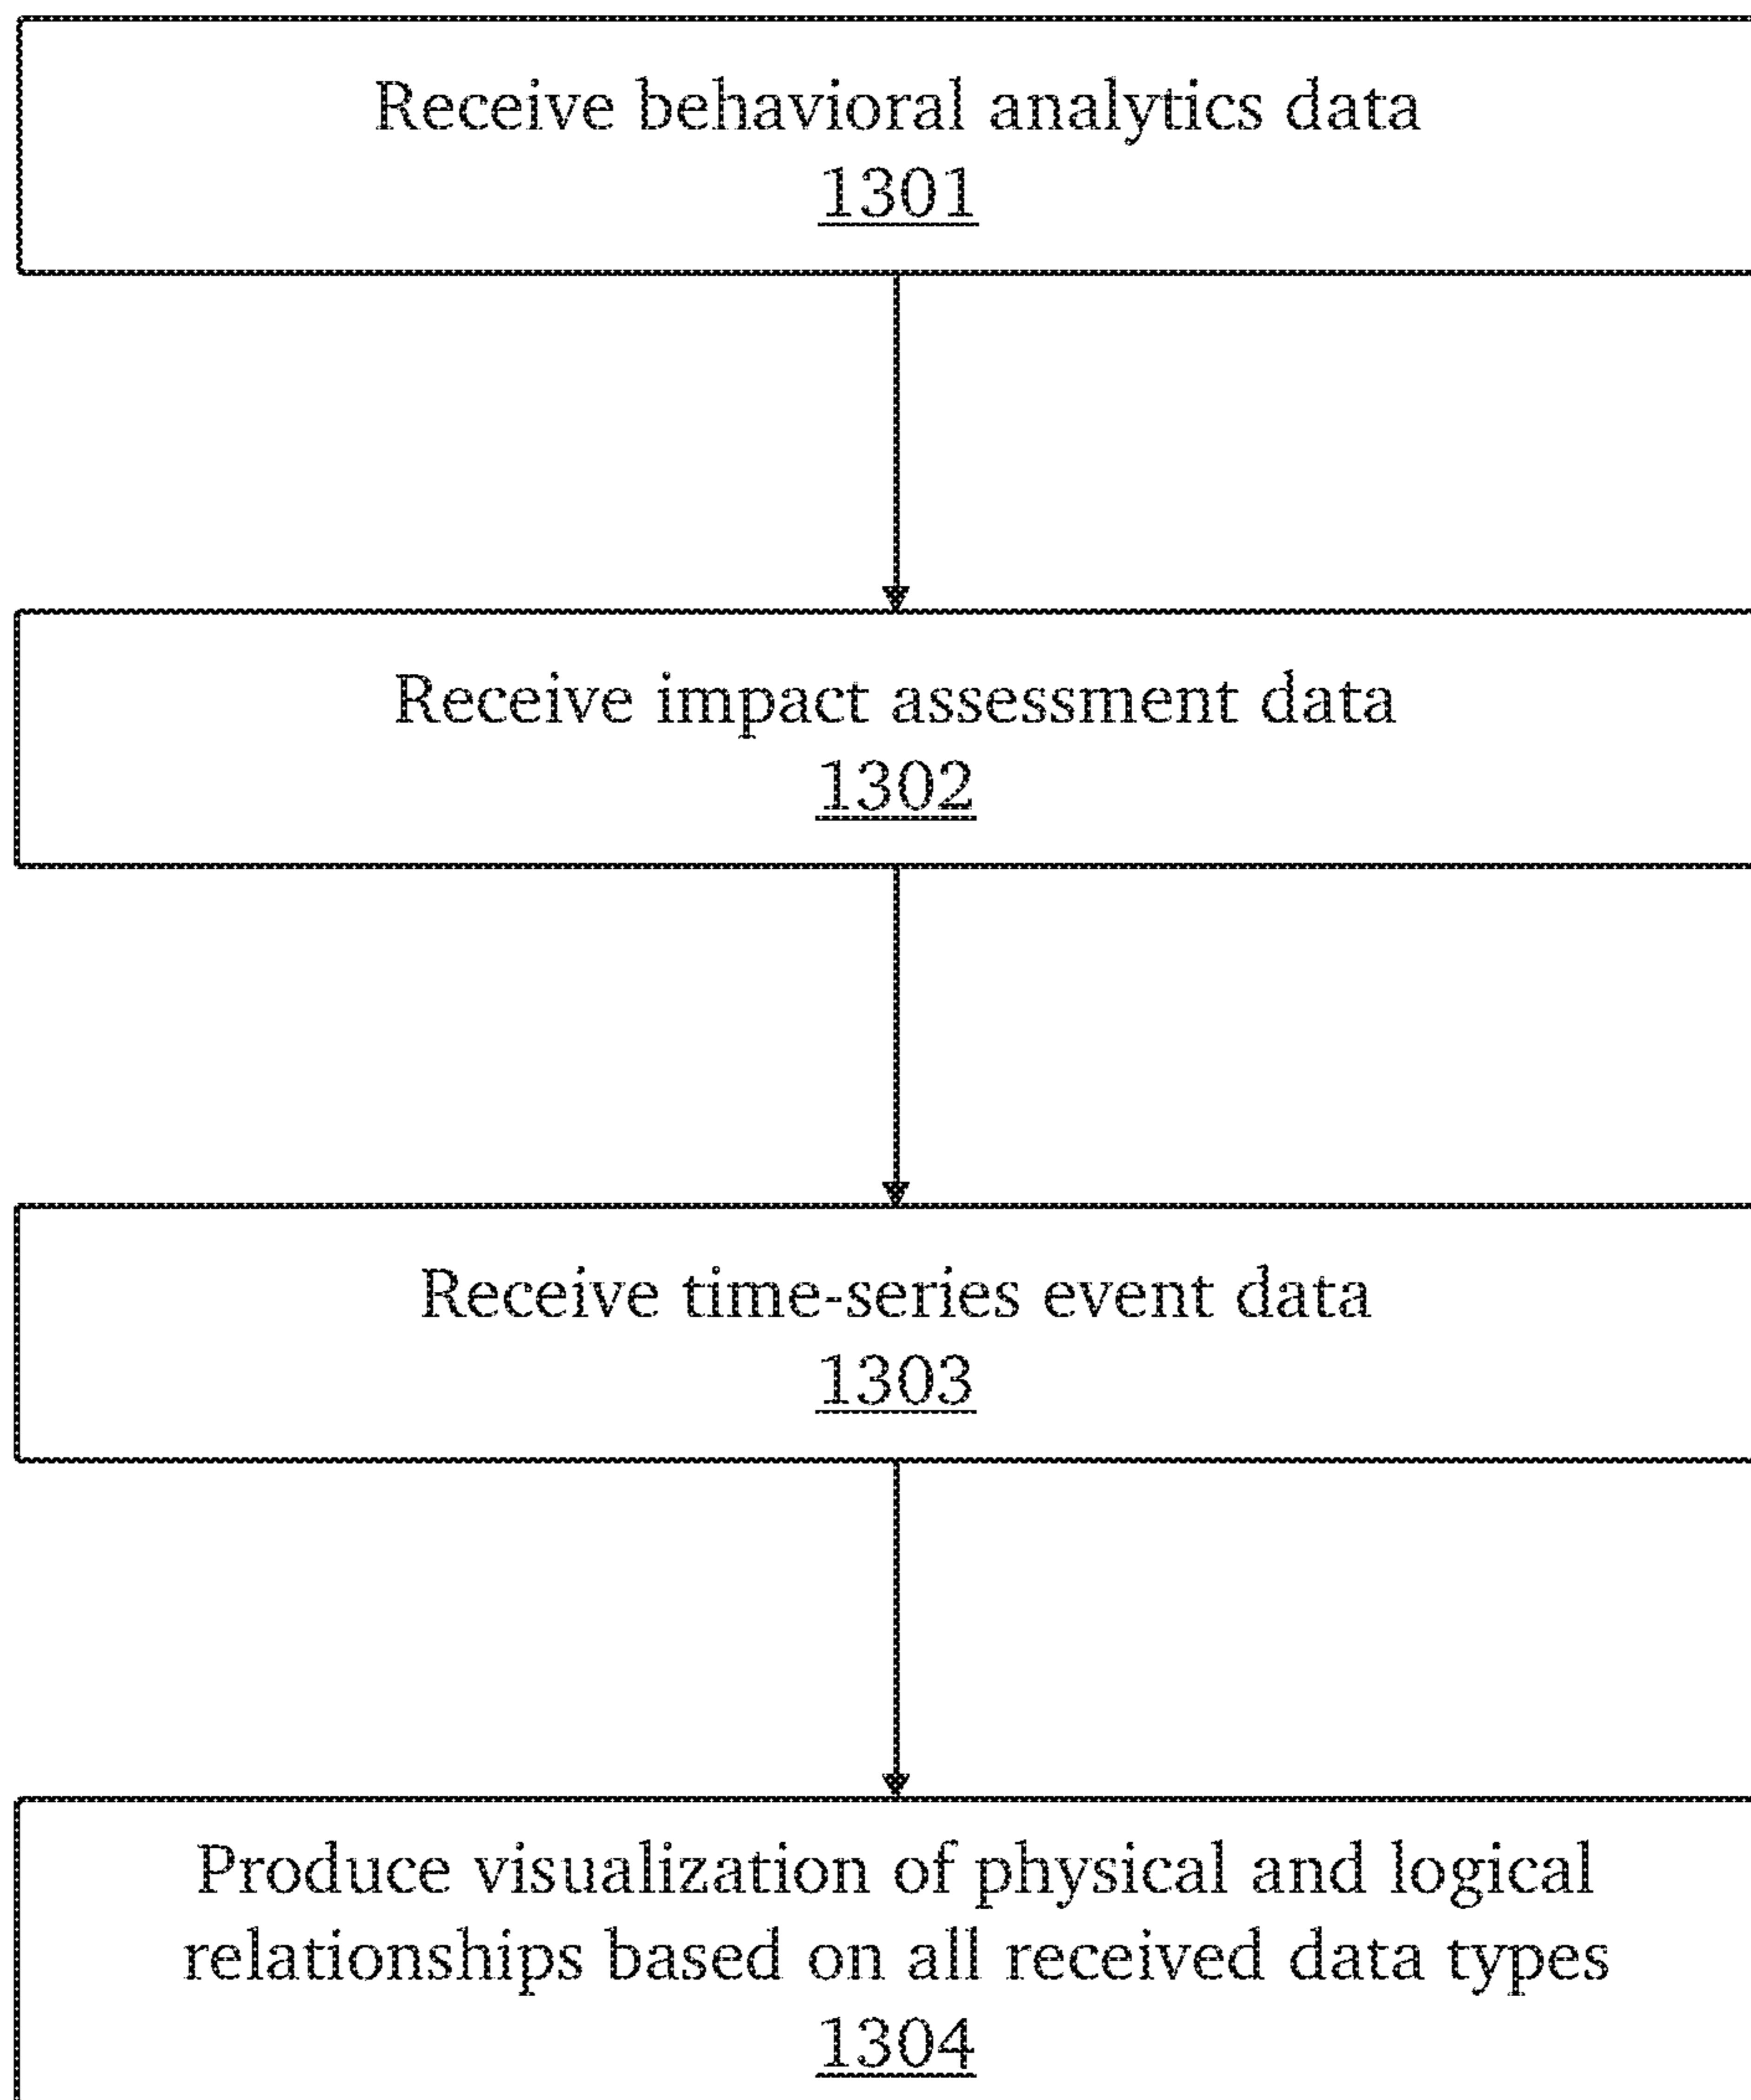 Receive behavioral analytics data
1301
Receive impact assessment data
1302
Receive time-series event data
1303
Produce visualization of physical and logical
relationships based on all received data types
1304